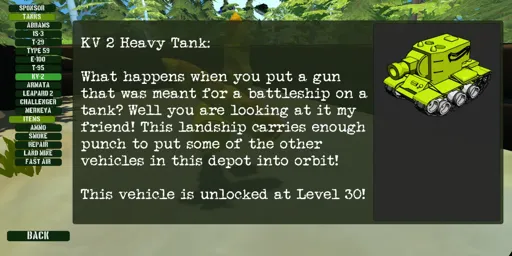 SPONSOR
TANKS
ABRAMS
IS-3
T-29
TYPE 59
E-100
T-95
KV-2
ARMATA
LEOPARD 2
CHALLENGER
MERKEVA
ITEMS
AMMO
SMOKE
REPAIR
LAND MINE
FAST AIR
BACK
KV 2 Heavy Tank:
What happens when you put a gun
that was meant for a battleship on a
tank? Well you are looking at it my
friend! This landship carries enough
punch to put some of the other
vehicles in this depot into orbit!
This vehicle is unlocked at Level 30!